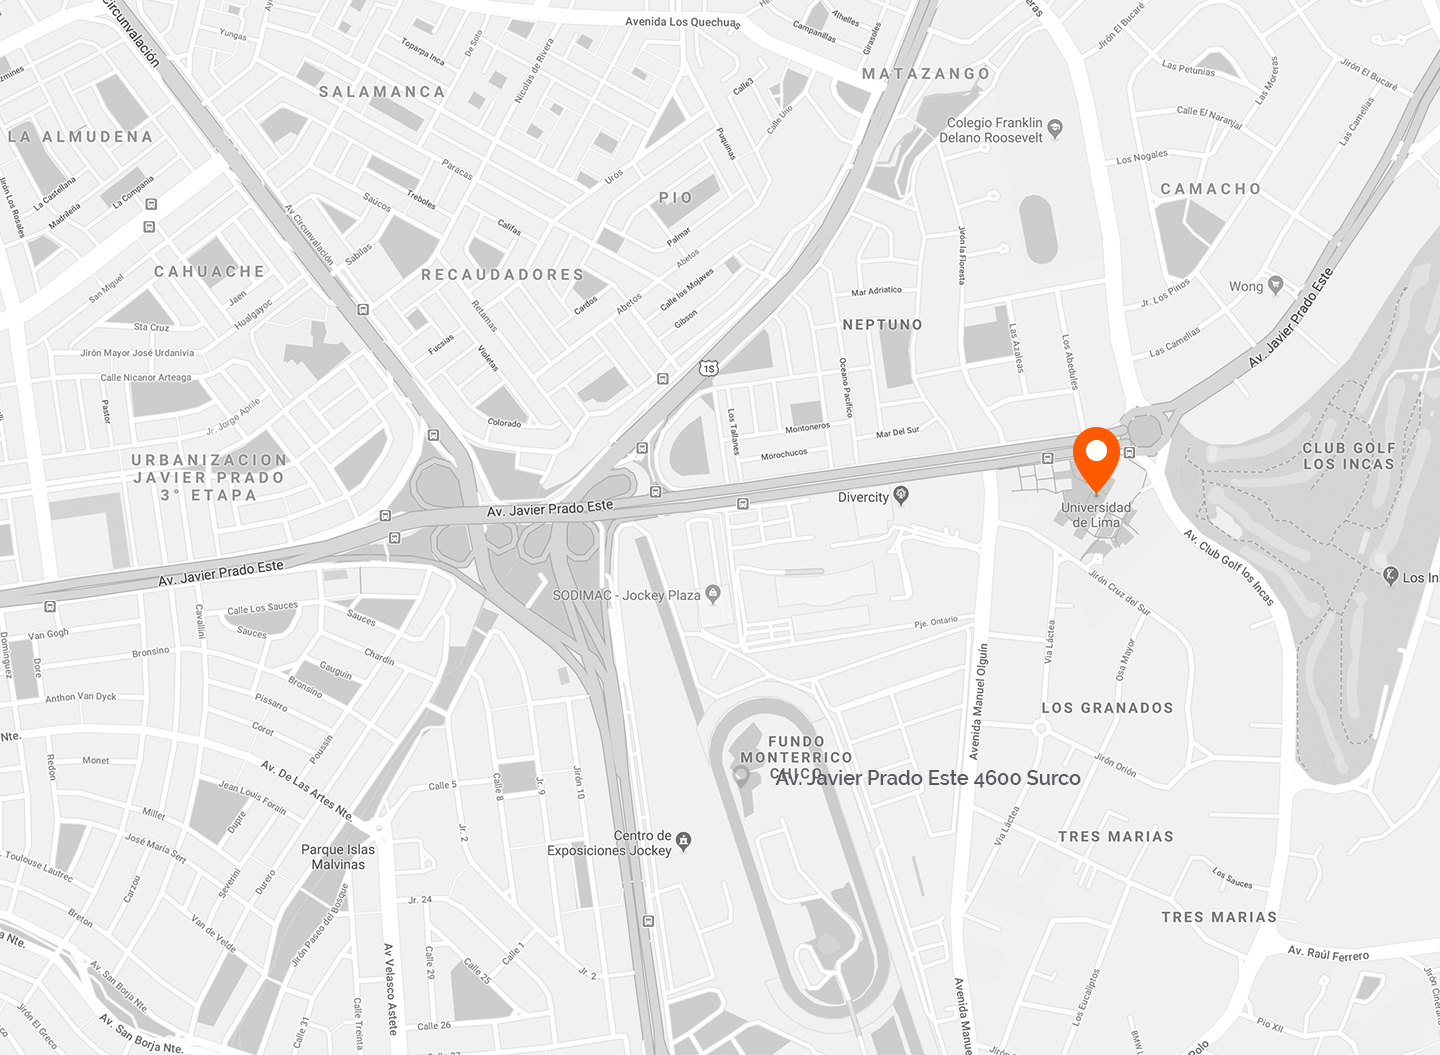 Circunvalación
Yungas
Ay
Toparpa Inca
De Soto
Nicolas de Rivera
Avenida Los Quechuas
Alhelles
Campanillas
Girasoles
eras
Jirón El Bucaré
MATAZANGO
Las Petunias
Las Moreras
Jirón El Bucaré
SALAMANCA
Calle3
Calle Uno
Calle El Naranjal
Las Camelias
LA ALMUDENA
Colegio Franklin
Delano Roosevelt
Puquinas
Los Nogales
Paracas
Uros
Jirón Los Rosales
La Castellana
La Compania
Madrileña
Treboles
Saúcos
PIO
CAMACHO
Av Circunvalación
Califas
Palmar
Sabilas
Jirón la Floresta
CAHUACHE
RECAUDADORES
Abetos
San Miguel
Calle los Mojaves
Mar Adriatico
Wong
Jr. Los Pinos
Jaen
Hualgayoc
Cardos
Abetos
Retamas
Gibson
NEPTUNO
Av. Javier Prado Este
Sta Cruz
Fucsias
Violetas
Las Azaleas
Los Abedules
Las Camelias
Jirón Mayor José Urdanivia
1S
Calle Nicanor Arteaga
Oceano Pacifico
Pastor
Jr. Jorge Aprile
Colorado
Los Tallanes
Montoneros
Mar Del Sur
Morochucos
URBANIZACION
JAVIER PRADO
3° ETAPA
CLUB GOLF
LOS INCAS
Av. Javier Prado Este
Divercity
Universidad
de Lima
Av. Club Golf los Incas
Av. Javier Prado Este
Jirón Cruz del Sur
Los In
SODIMAC - Jockey Plaza
Cavallini
Calle Los Sauces
Sauces
Sauces
Pje. Ontario
Van Gogh
Dominguez
Dore
Bronsino
Chardin
Gauguin
Bronsino
Vía Láctea
Osa Mayor
Avenida Manuel Olguín
Anthon Van Dyck
Pissarro
LOS GRANADOS
Nte.
Corot
Poussin
FUNDO
MONTERRICO
CHICO
Redon
Monet
Av. De Las Artes Nte.
Jirón Orión
Av. Javier Prado Este 4600 Surco
Calle 5
Calle 8
Jr. 9
Jirón 10
Jean Louis Forain
Millet
Dupre
Jr. 2
Vía Láctea
TRES MARIAS
José María Sert
Parque Islas
Malvinas
Centro de
Exposiciones Jockey
Toulouse Lautrec
Carzou
Severini
Durero
Los Sauces
Jr. 24
Jirón Paseo del Bosque
Breton
Van de Velde
TRES MARIAS
a Nte.
Av Velasco Astete
Calle 29
Calle 1
Calle 25
Jr. 2
Av. Raúl Ferrero
Av. San Borja Nte.
Los Eucaliptos
Jirón Cinerar
Avenida Manue
Jirón El Greco
Av. San Borja Nte.
Calle 31
Calle Treinta
Calle 26
Calle 27
Pio XII
BMW L
Polo